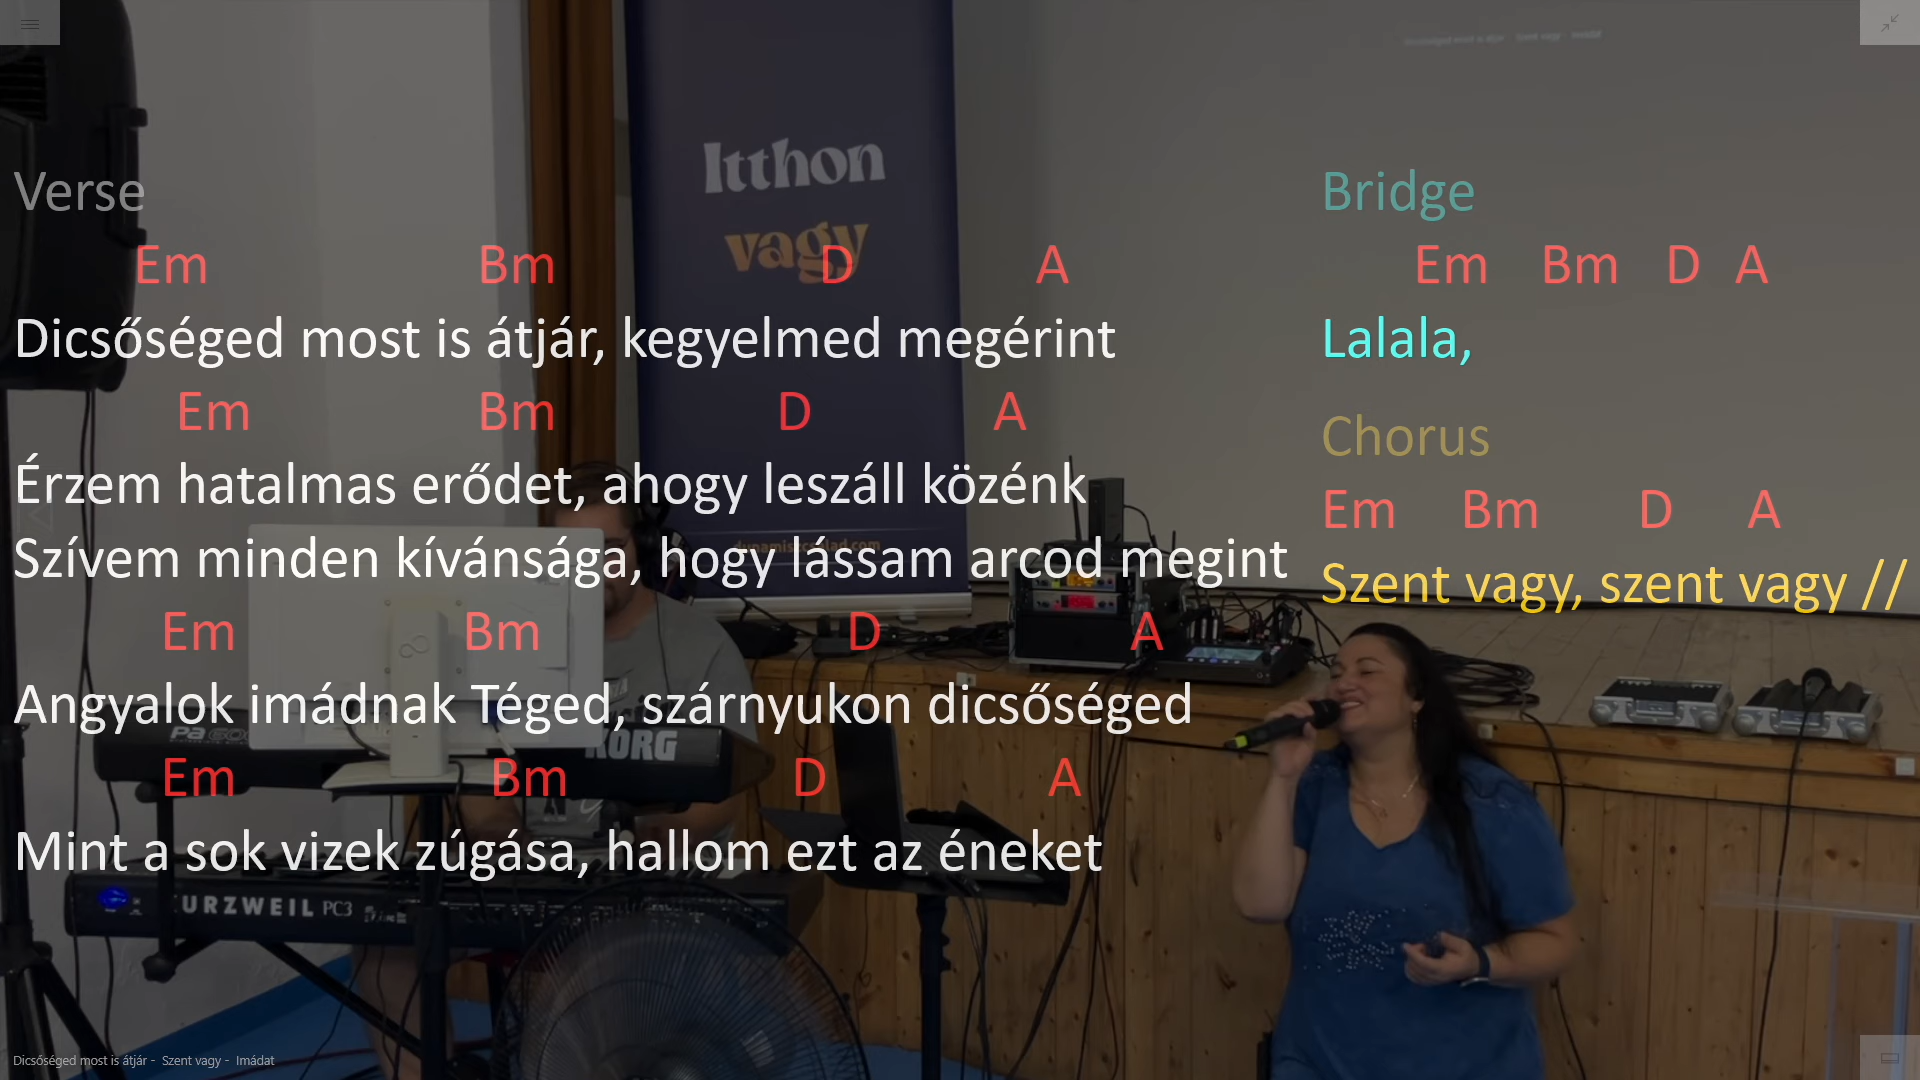 Itthon
vagy
Verse
Em Bm D A
Dicsőséged most is átjár, kegyelmed megérint
Em Bm D A
Érzem hatalmas erődet, ahogy leszáll közénk
Szívem minden kívánsága, hogy lássam arcod megint
Em Bm D A
Angyalok imádnak Téged, szárnyukon dicsőséged
Em Bm D A
Mint a sok vizek zúgása, hallom ezt az éneket
Bridge
Em Bm D A
Lalala,
Chorus
Em Bm D A
Szent vagy, szent vagy //
KORG
KURZWEIL PC3
Dicsőséged most is átjár - Szent vagy - Imádat